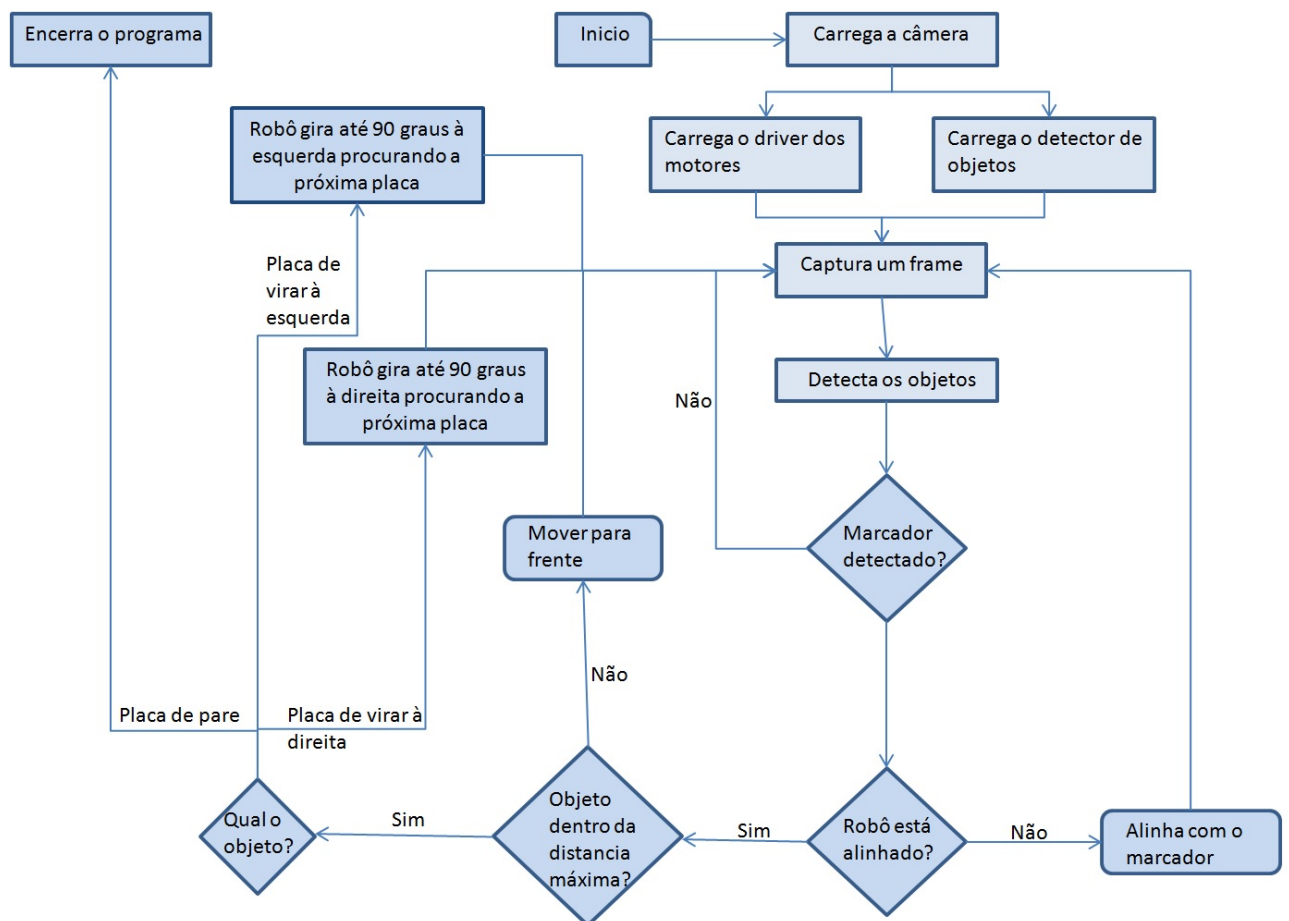 Encerra o programa
Inicio
Carrega a câmera
Robô gira até 90 graus à
esquerda procurando a
próxima placa
Carrega o driver dos
motores
Carrega o detector de
objetos
Captura um frame
Placa de
virar à
esquerda
Robô gira até 90 graus
à direita procurando a
próxima placa
Detecta os objetos
Não
Mover para
frente
Marcador
detectado?
Não
Placa de pare
Placa de virar à
direita
Qual o
objeto?
Sim
Objeto
dentro da
distancia
máxima?
Sim
Robô está
alinhado?
Não
Alinha com o
marcador